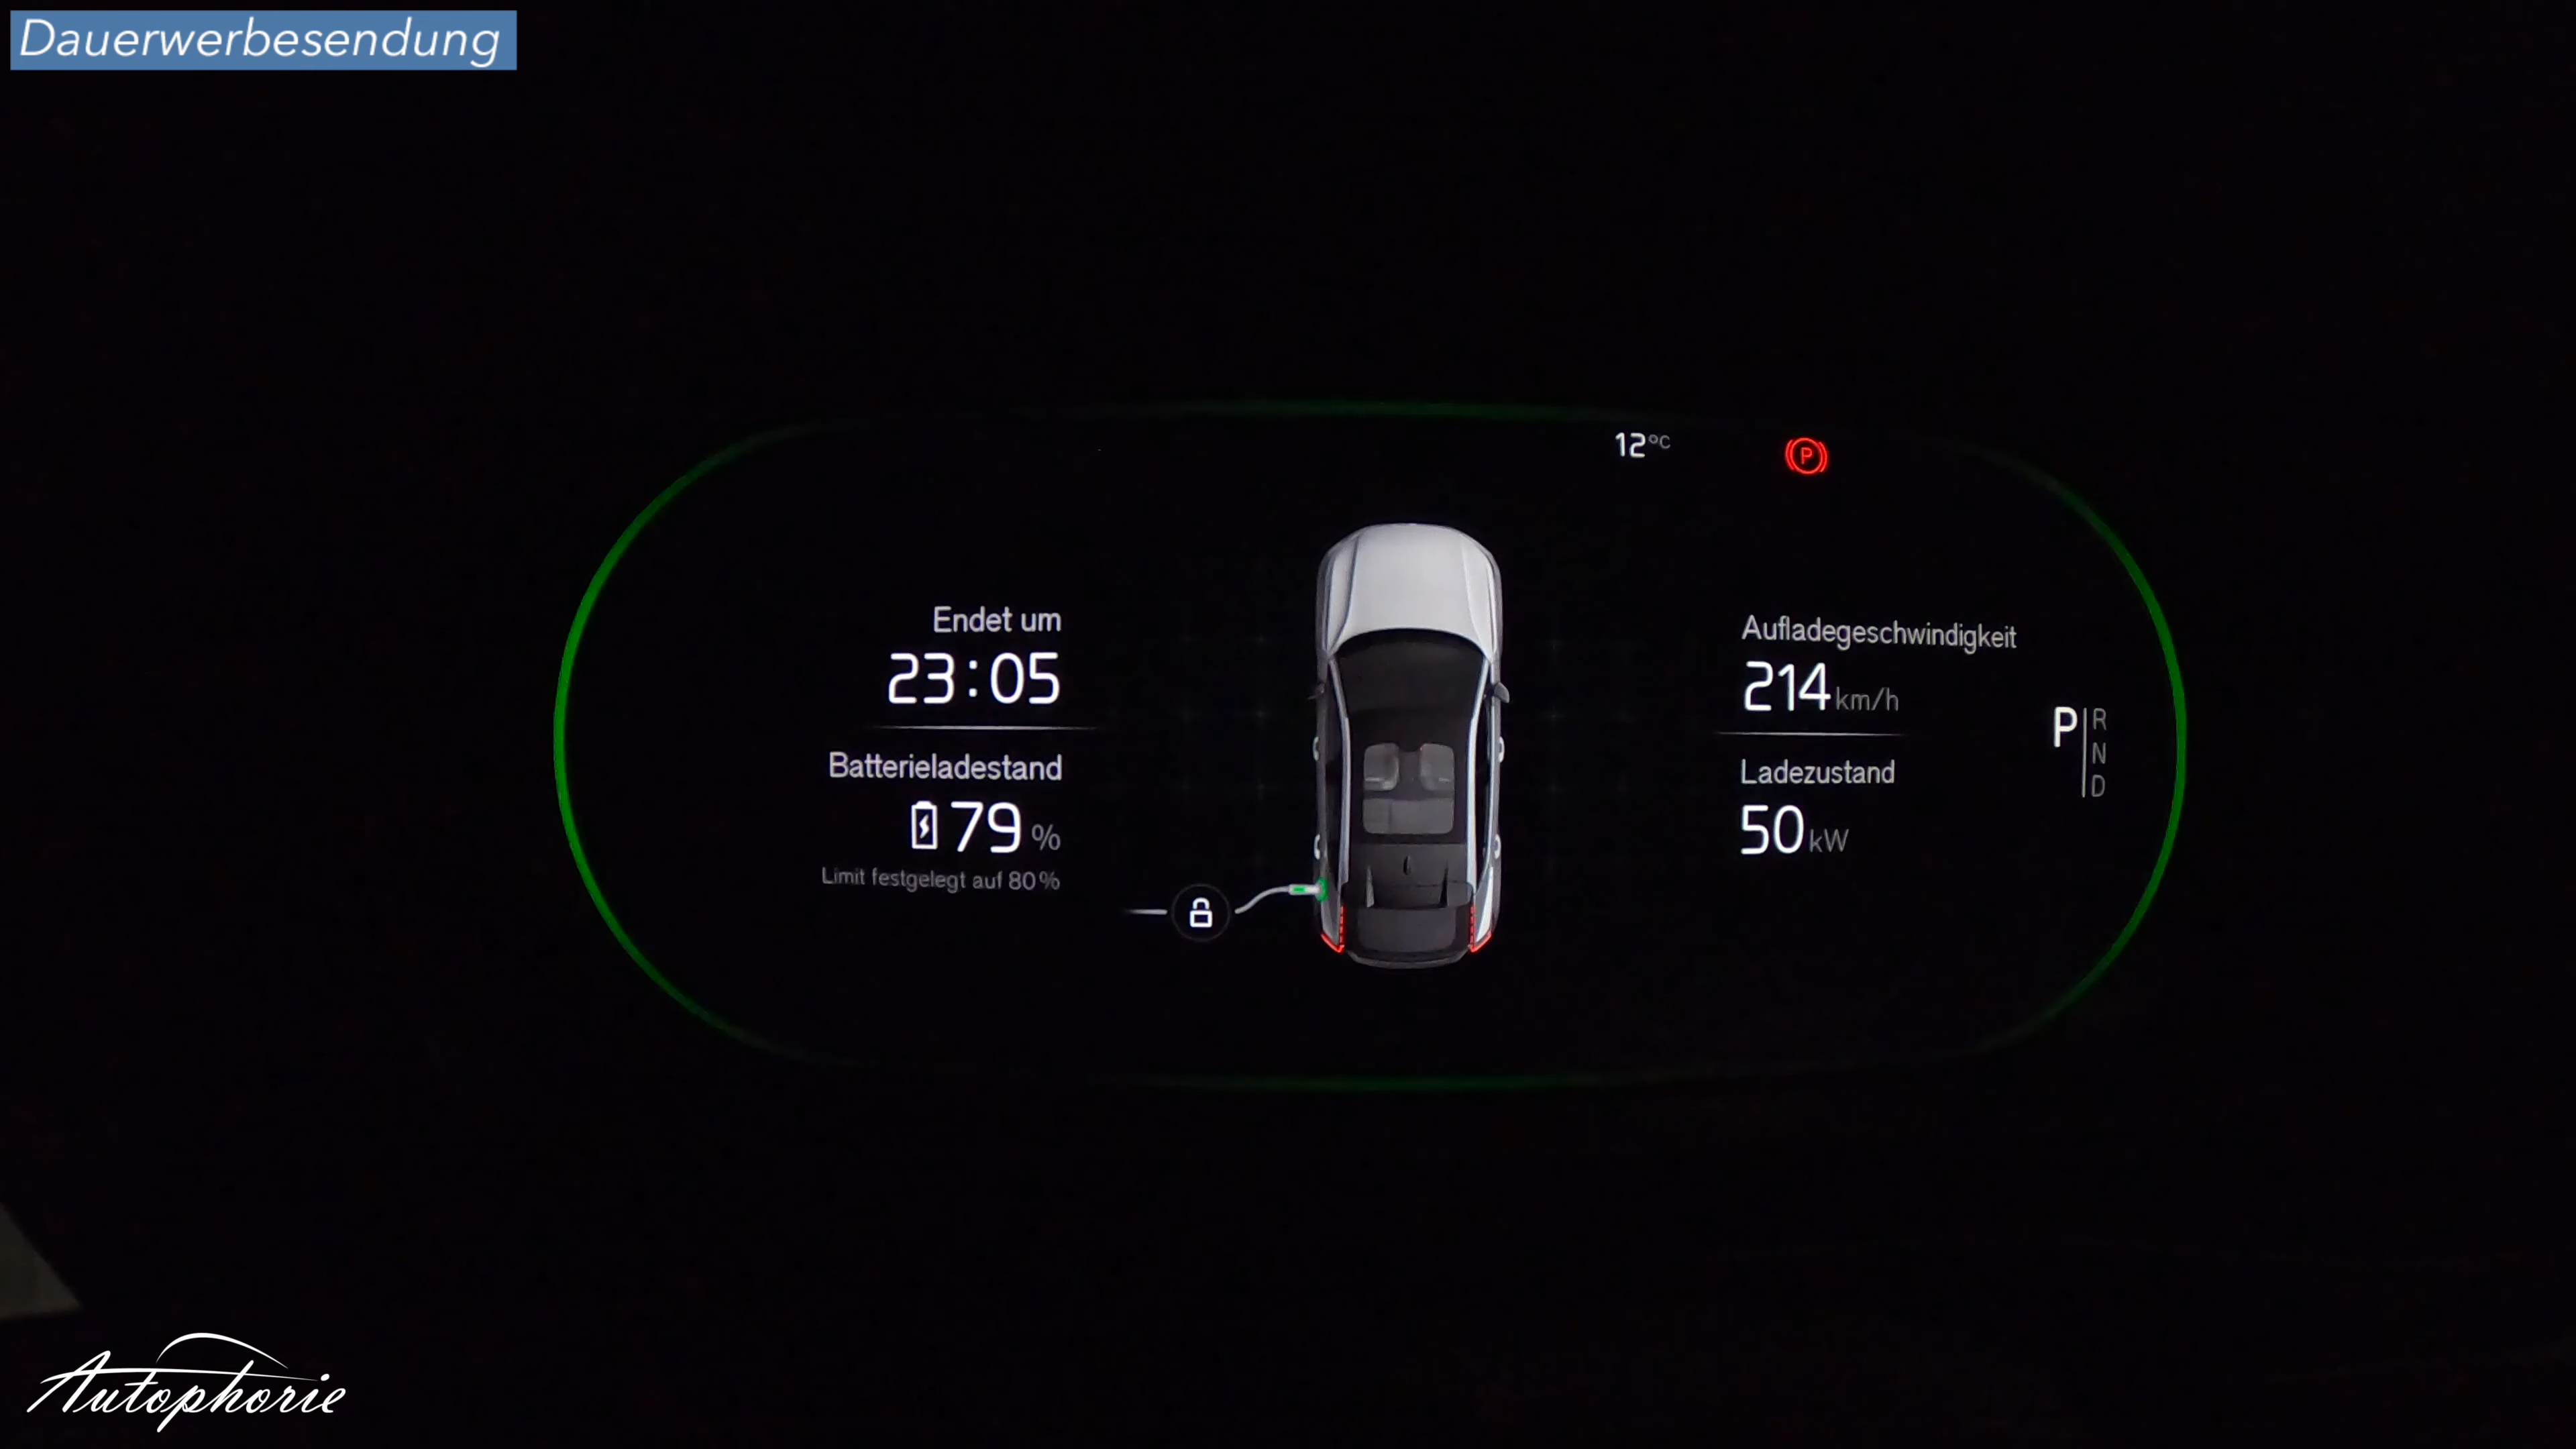 Dauerwerbesendung
12°C
P
Endet um
23:05
Batterieladestand
79 %
Limit festgelegt auf 80 %
Aufladegeschwindigkeit
214 km/h
Ladezustand
50 kW
P R
N
D
Autophorie